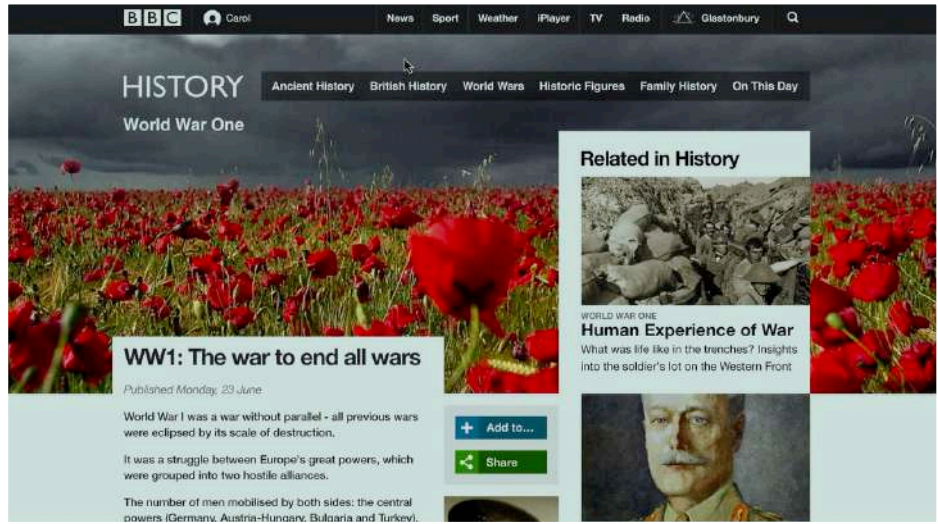 BBC Carol News Sport Weather iPlayer TV Radio Glastonbury
HISTORY Ancient History British History World Wars Historic Figures Family History On This Day
World War One
Related in History
WORLD WAR ONE
Human Experience of War
What was life like in the trenches? Insights
into the soldier's lot on the Western Front
WW1: The war to end all wars
Published Monday, 23 June
World War I was a war without parallel - all previous wars
were eclipsed by its scale of destruction.
It was a struggle between Europe's great powers, which
were grouped into two hostile alliances.
The number of men mobilised by both sides: the central
powers (Germany, Austria-Hungary, Bulgaria and Turkey),
Add to...
Share